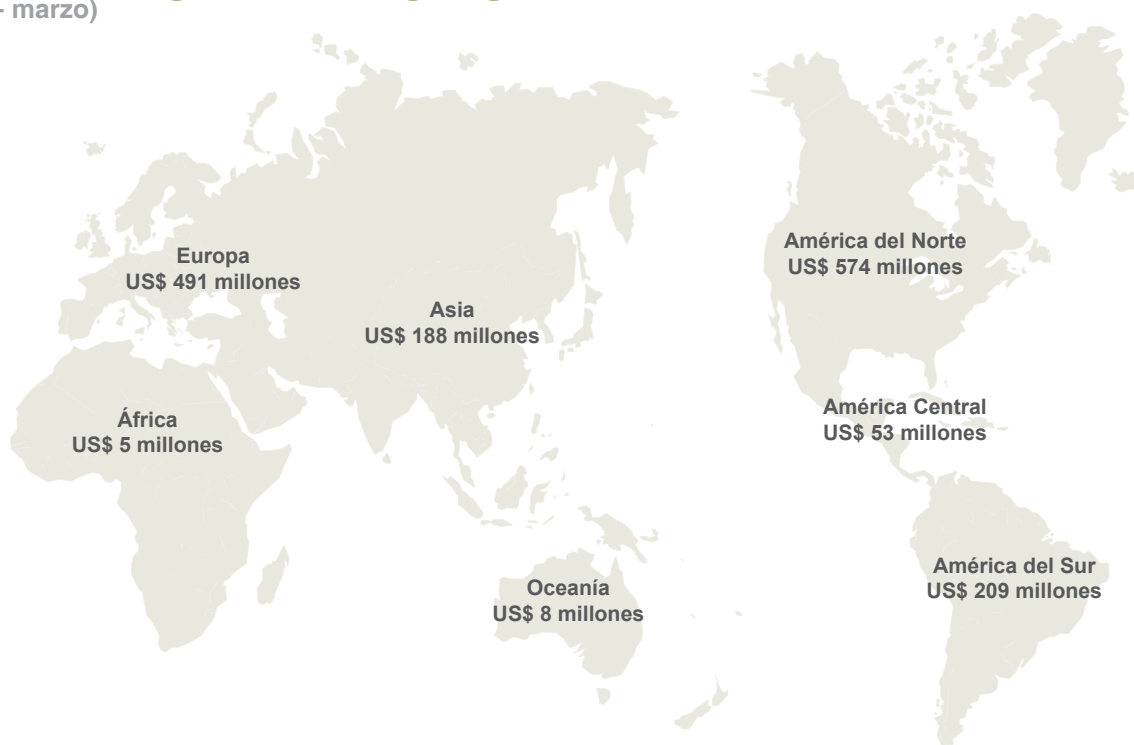 - marzo)
Europa
US$ 491 millones
Asia
US$ 188 millones
América del Norte
US$ 574 millones
África
US$ 5 millones
América Central
US$ 53 millones
Oceanía
US$ 8 millones
América del Sur
US$ 209 millones